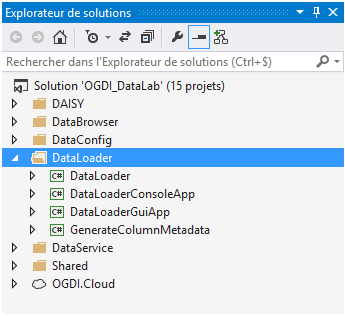 Explorateur de solutions
Rechercher dans l'Explorateur de solutions (Ctrl+$)
Solution 'OGDI_DataLab' (15 projets)
DAISY
DataBrowser
DataConfig
DataLoader
C# DataLoader
C# DataLoaderConsoleApp
C# DataLoaderGuiApp
C# GenerateColumnMetadata
DataService
Shared
OGDI.Cloud